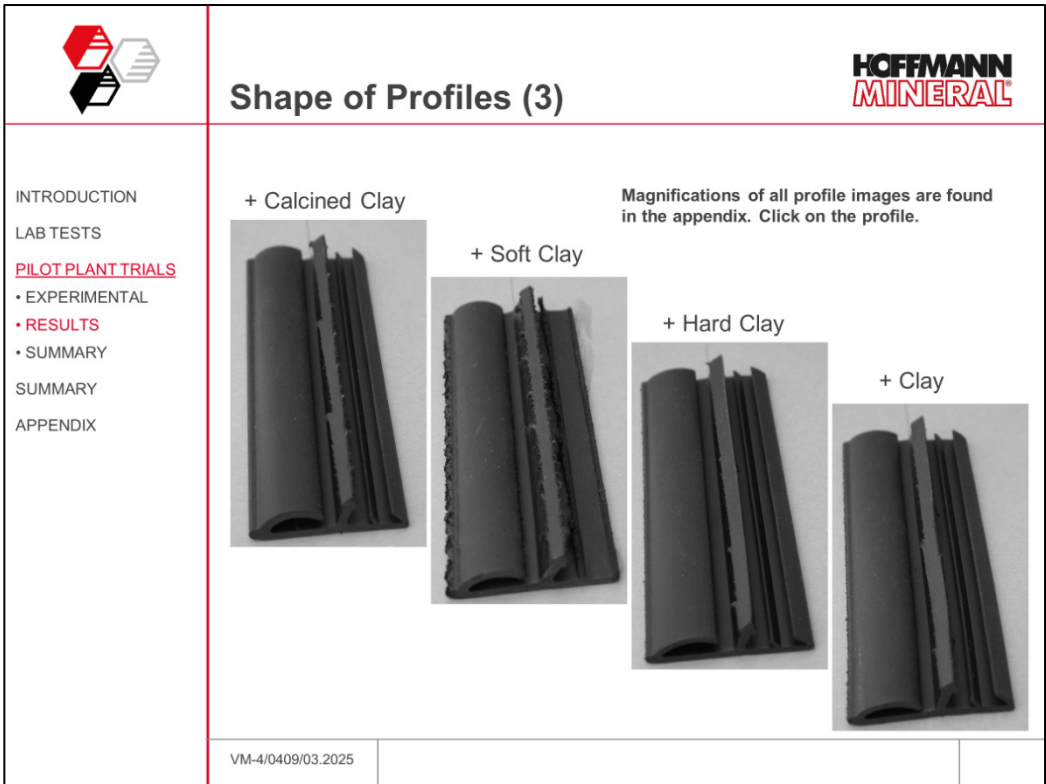 Shape of Profiles (3)
HOFFMANN
MINERAL®
INTRODUCTION
LAB TESTS
PILOT PLANT TRIALS
• EXPERIMENTAL
• RESULTS
• SUMMARY
SUMMARY
APPENDIX
Magnifications of all profile images are found
in the appendix. Click on the profile.
+ Calcined Clay
+ Soft Clay
+ Hard Clay
+ Clay
VM-4/0409/03.2025